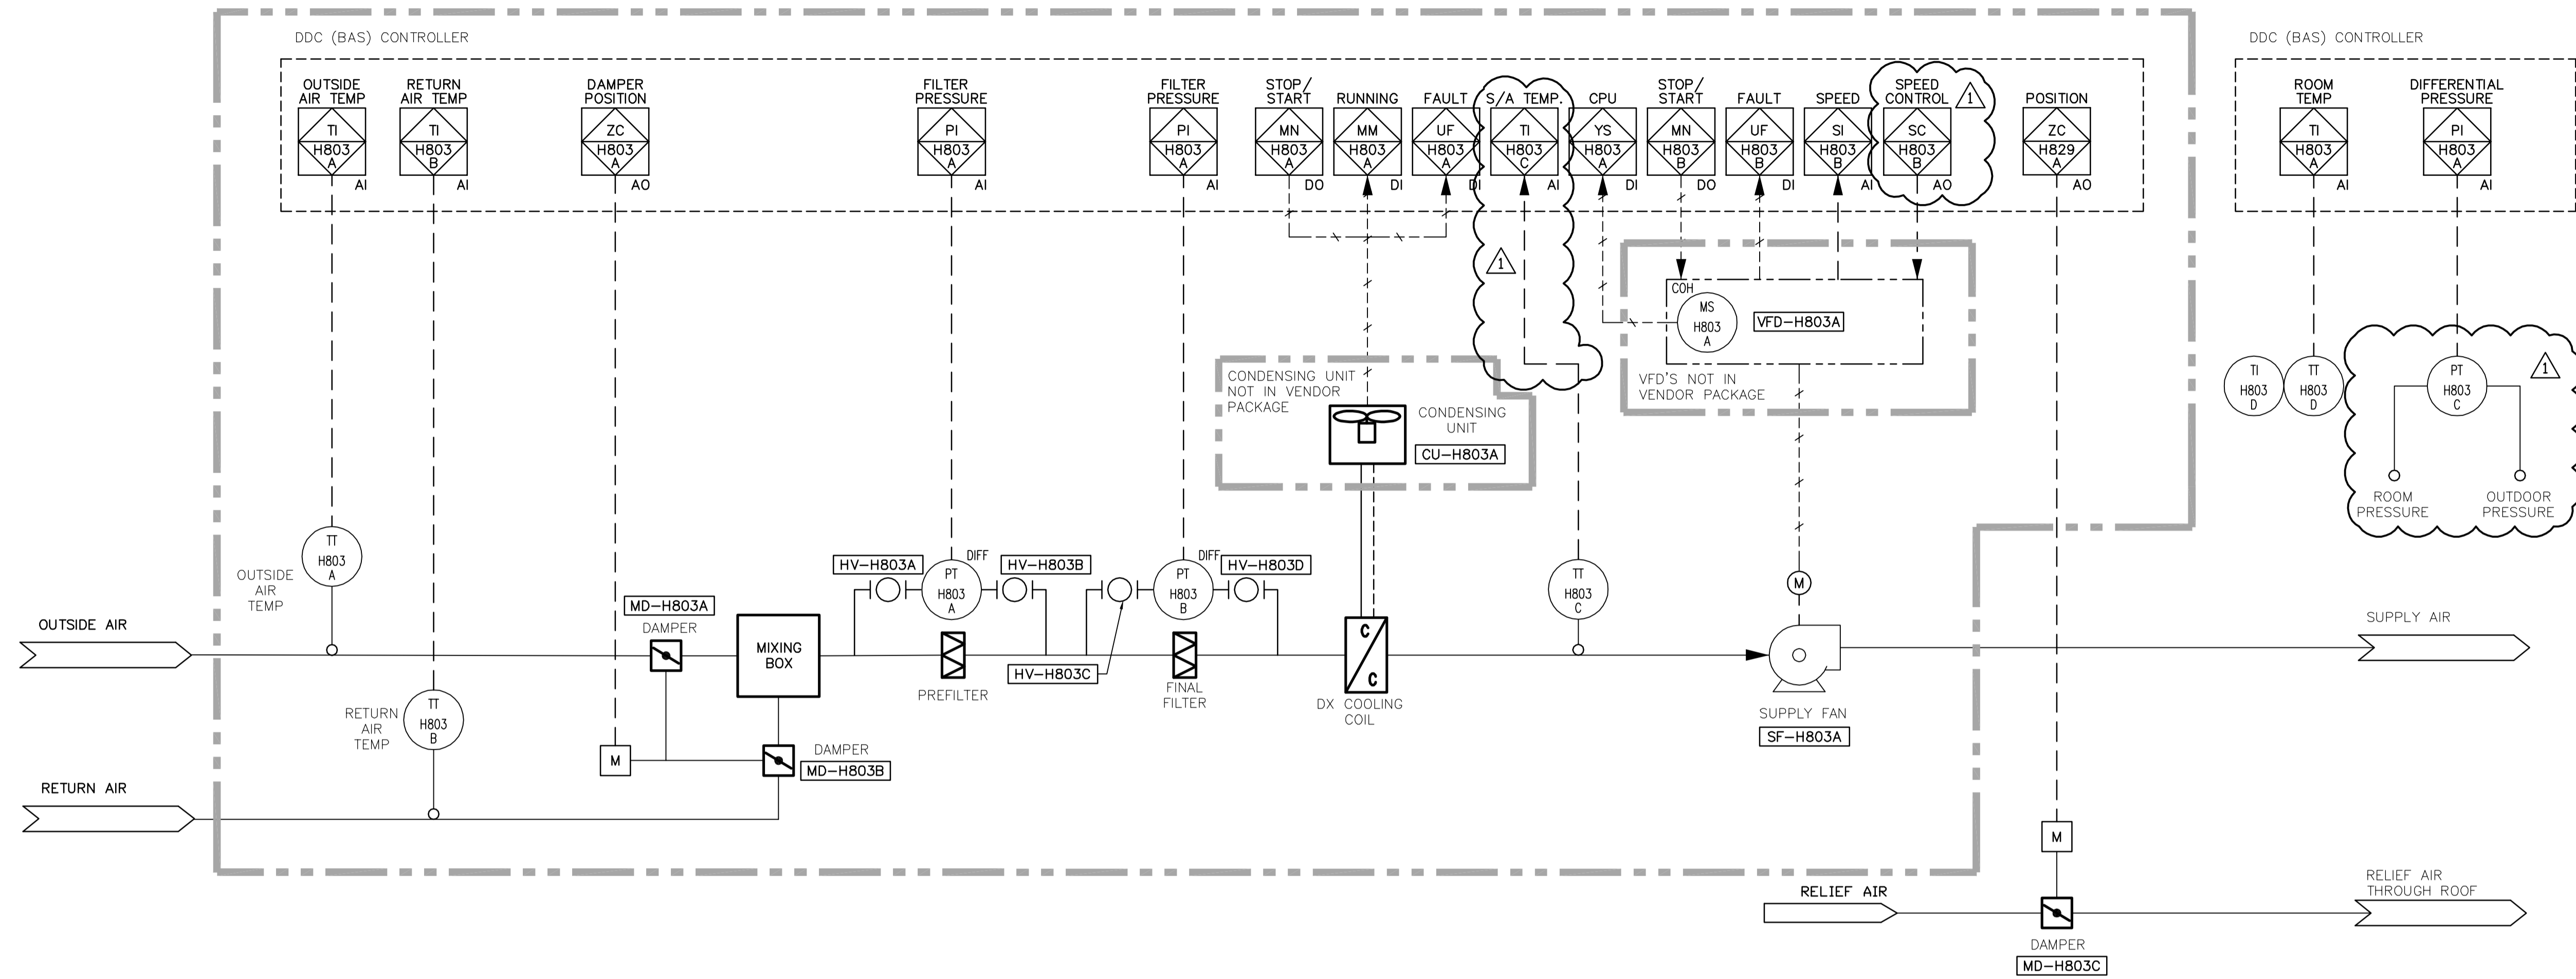 DDC (BAS) CONTROLLER
OUTSIDE
AIR TEMP
TI
H803
A
AI
RETURN
AIR TEMP
TI
H803
B
AI
DAMPER
POSITION
ZC
H803
A
AO
FILTER
PRESSURE
PI
H803
A
AI
FILTER
PRESSURE
PI
H803
A
AI
STOP/
START
MN
H803
A
DO
RUNNING
MM
H803
A
DI
FAULT
UF
H803
A
DI
S/A TEMP.
TI
H803
C
AI
CPU
YS
H803
A
DI
STOP/
START
MN
H803
B
DO
FAULT
UF
H803
B
DI
SPEED
SI
H803
B
AI
SPEED
CONTROL
1
SC
H803
B
AO
POSITION
ZC
H829
A
AO
DDC (BAS) CONTROLLER
ROOM
TEMP
TI
H803
A
AI
DIFFERENTIAL
PRESSURE
PI
H803
A
AI
1
COH
MS
H803
A
VFD-H803A
VFD'S NOT IN
VENDOR PACKAGE
CONDENSING UNIT
NOT IN VENDOR
PACKAGE
CONDENSING
UNIT
CU-H803A
TI
H803
D
TT
H803
D
PT
H803
C
1
ROOM
PRESSURE
OUTDOOR
PRESSURE
TT
H803
A
OUTSIDE
AIR
TEMP
OUTSIDE AIR
MD-H803A
DAMPER
MIXING
BOX
HV-H803A
PT
H803
A
DIFF
HV-H803B
PREFILTER
HV-H803C
PT
H803
B
DIFF
HV-H803D
FINAL
FILTER
C
C
DX COOLING
COIL
TT
H803
C
M
SUPPLY FAN
SF-H803A
SUPPLY AIR
TT
H803
B
RETURN
AIR
TEMP
RETURN AIR
M
DAMPER
MD-H803B
M
RELIEF AIR
DAMPER
MD-H803C
RELIEF AIR
THROUGH ROOF